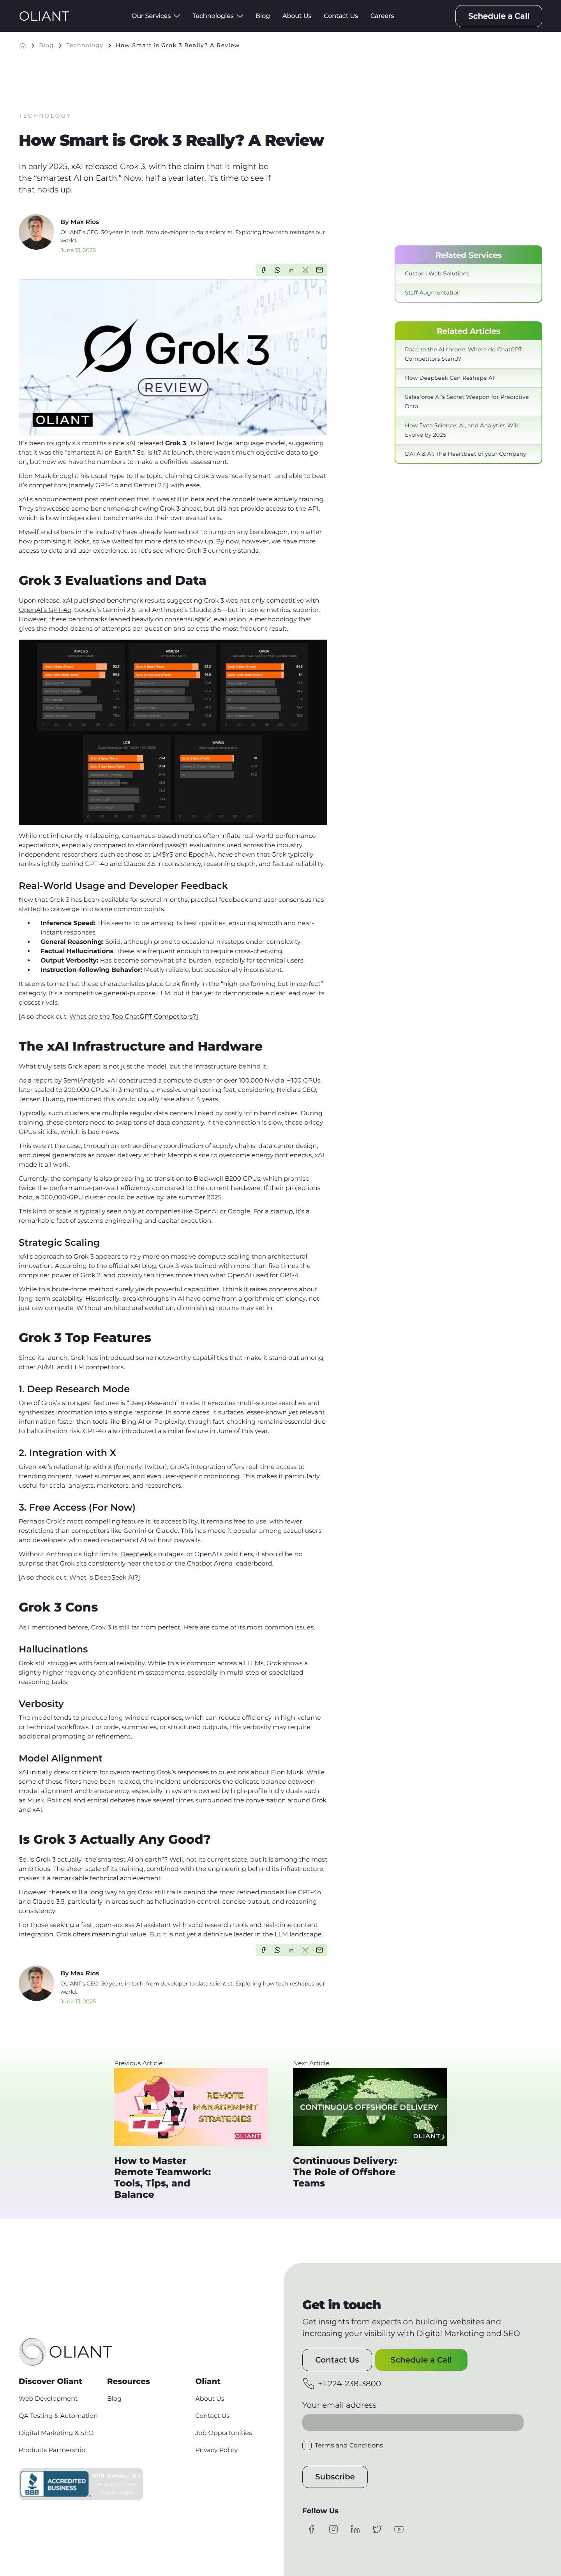 OLIANT
Our Services
Technologies
Blog
About Us
Contact Us
Careers
Schedule a Call
Blog
Technology
How Smart is Grok 3 Really? A Review
TECHNOLOGY
How Smart is Grok 3 Really? A Review
In early 2025, xAI released Grok 3, with the claim that it might be
the “smartest AI on Earth.” Now, half a year later, it’s time to see if
that holds up.
By Max Rios
OLIANT's CEO. 30 years in tech, from developer to data scientist. Exploring how tech reshapes our
world.
June 13, 2025
Related Services
Custom Web Solutions
Staff Augmentation
Related Articles
Race to the AI throne: Where do ChatGPT
Competitors Stand?
How DeepSeek Can Reshape AI
Salesforce AI’s Secret Weapon for Predictive
Data
How Data Science, AI, and Analytics Will
Evolve by 2025
DATA & AI: The Heartbeat of your Company
Grok 3
REVIEW
OLIANT
It’s been roughly six months since xAI released Grok 3, its latest large language model, suggesting
that it was the “smartest AI on Earth.” So, is it? At launch, there wasn’t much objective data to go
on, but now we have the numbers to make a definitive assessment.
Elon Musk brought his usual hype to the topic, claiming Grok 3 was "scarily smart" and able to beat
it’s competitors (namely GPT-4o and Gemini 2.5) with ease.
xAI's announcement post mentioned that it was still in beta and the models were actively training.
They showed some benchmarks showing Grok 3 ahead, but did not provide access to the API,
which is how independent benchmarks do their own evaluations.
Myself and others in the industry have already learned not to jump on any bandwagon, no matter
how promising it looks, so we waited for more data to show up. By now, however, we have more
access to data and user experience, so let’s see where Grok 3 currently stands.
Grok 3 Evaluations and Data
Upon release, xAI published benchmark results suggesting Grok 3 was not only competitive with
OpenAI’s GPT-4o, Google’s Gemini 2.5, and Anthropic’s Claude 3.5—but in some metrics, superior.
However, these benchmarks leaned heavily on consensus@64 evaluation, a methodology that
gives the model dozens of attempts per question and selects the most frequent result.
While not inherently misleading, consensus-based metrics often inflate real-world performance
expectations, especially compared to standard pass@1 evaluations used across the industry.
Independent researchers, such as those at LMSYS and EpochAI, have shown that Grok typically
ranks slightly behind GPT-4o and Claude 3.5 in consistency, reasoning depth, and factual reliability.
Real-World Usage and Developer Feedback
Now that Grok 3 has been available for several months, practical feedback and user consensus has
started to converge into some common points.
• Inference Speed: This seems to be among its best qualities, ensuring smooth and near-
instant responses.
• General Reasoning: Solid, although prone to occasional missteps under complexity.
• Factual Hallucinations: These are frequent enough to require cross-checking.
• Output Verbosity: Has become somewhat of a burden, especially for technical users.
• Instruction-following Behavior: Mostly reliable, but occasionally inconsistent.
It seems to me that these characteristics place Grok firmly in the “high-performing but imperfect”
category. It’s a competitive general-purpose LLM, but it has yet to demonstrate a clear lead over its
closest rivals.
[Also check out: What are the Top ChatGPT Competitors?]
The xAI Infrastructure and Hardware
What truly sets Grok apart is not just the model, but the infrastructure behind it.
As a report by SemiAnalysis, xAI constructed a compute cluster of over 100,000 Nvidia H100 GPUs,
later scaled to 200,000 GPUs, in 3 months, a massive engineering feat, considering Nvidia's CEO,
Jensen Huang, mentioned this would usually take about 4 years.
Typically, such clusters are multiple regular data centers linked by costly Infiniband cables. During
training, these centers need to swap tons of data constantly. If the connection is slow, those pricey
GPUs sit idle, which is bad news.
This wasn't the case, through an extraordinary coordination of supply chains, data center design,
and diesel generators as power delivery at their Memphis site to overcome energy bottlenecks, xAI
made it all work.
Currently, the company is also preparing to transition to Blackwell B200 GPUs, which promise
twice the performance-per-watt efficiency compared to the current hardware. If their projections
hold, a 300,000-GPU cluster could be active by late summer 2025.
This kind of scale is typically seen only at companies like OpenAI or Google. For a startup, it’s a
remarkable feat of systems engineering and capital execution.
Strategic Scaling
xAI’s approach to Grok 3 appears to rely more on massive compute scaling than architectural
innovation. According to the official xAI blog, Grok 3 was trained with more than five times the
computer power of Grok 2, and possibly ten times more than what OpenAI used for GPT-4.
While this brute-force method surely yields powerful capabilities, I think it raises concerns about
long-term scalability. Historically, breakthroughs in AI have come from algorithmic efficiency, not
just raw compute. Without architectural evolution, diminishing returns may set in.
Grok 3 Top Features
Since its launch, Grok has introduced some noteworthy capabilities that make it stand out among
other AI/ML and LLM competitors.
1. Deep Research Mode
One of Grok’s strongest features is “Deep Research” mode. It executes multi-source searches and
synthesizes information into a single response. In some cases, it surfaces lesser-known yet relevant
information faster than tools like Bing AI or Perplexity, though fact-checking remains essential due
to hallucination risk. GPT-4o also introduced a similar feature in June of this year.
2. Integration with X
Given xAI’s relationship with X (formerly Twitter), Grok’s integration offers real-time access to
trending content, tweet summaries, and even user-specific monitoring. This makes it particularly
useful for social analysts, marketers, and researchers.
3. Free Access (For Now)
Perhaps Grok’s most compelling feature is its accessibility. It remains free to use, with fewer
restrictions than competitors like Gemini or Claude. This has made it popular among casual users
and developers who need on-demand AI without paywalls.
Without Anthropic's tight limits, DeepSeek's outages, or OpenAI's paid tiers, it should be no
surprise that Grok sits consistently near the top of the Chatbot Arena leaderboard.
[Also check out: What is DeepSeek AI?]
Grok 3 Cons
As I mentioned before, Grok 3 is still far from perfect. Here are some of its most common issues.
Hallucinations
Grok still struggles with factual reliability. While this is common across all LLMs, Grok shows a
slightly higher frequency of confident misstatements, especially in multi-step or specialized
reasoning tasks.
Verbosity
The model tends to produce long-winded responses, which can reduce efficiency in high-volume
or technical workflows. For code, summaries, or structured outputs, this verbosity may require
additional prompting or refinement.
Model Alignment
xAI initially drew criticism for overcorrecting Grok’s responses to questions about Elon Musk. While
some of these filters have been relaxed, the incident underscores the delicate balance between
model alignment and transparency, especially in systems owned by high-profile individuals such
as Musk. Political and ethical debates have several times surrounded the conversation around Grok
and xAI.
Is Grok 3 Actually Any Good?
So, is Grok 3 actually “the smartest AI on earth”? Well, not its current state, but it is among the most
advanced. The sheer scale of its training, combined with the engineering behind its infrastructure,
makes it a remarkable technical achievement.
However, there’s still a long way to go; Grok still trails behind the most refined models like GPT-4o
and Claude 3.5, particularly in areas such as hallucination control, concise output, and reasoning
consistency.
For those seeking a fast, open-access AI assistant with solid research tools and real-time content
integration, Grok offers meaningful value. But it is not yet a definitive leader in the LLM landscape.
By Max Rios
OLIANT's CEO. 30 years in tech, from developer to data scientist. Exploring how tech reshapes our
world.
June 13, 2025
Previous Article
REMOTE
MANAGEMENT
STRATEGIES
OLIANT
How to Master
Remote Teamwork:
Tools, Tips, and
Balance
Next Article
CONTINUOUS OFFSHORE DELIVERY
OLIANT
Continuous Delivery:
The Role of Offshore
Teams
OLIANT
Discover Oliant
Web Development
QA Testing & Automation
Digital Marketing & SEO
Products Partnership
Resources
Blog
Oliant
About Us
Contact Us
Job Opportunities
Privacy Policy
BBB
ACCREDITED
BUSINESS
Get in touch
Get insights from experts on building websites and
increasing your visibility with Digital Marketing and SEO
Contact Us
Schedule a Call
+1-224-238-3800
Your email address
Terms and Conditions
Subscribe
Follow Us